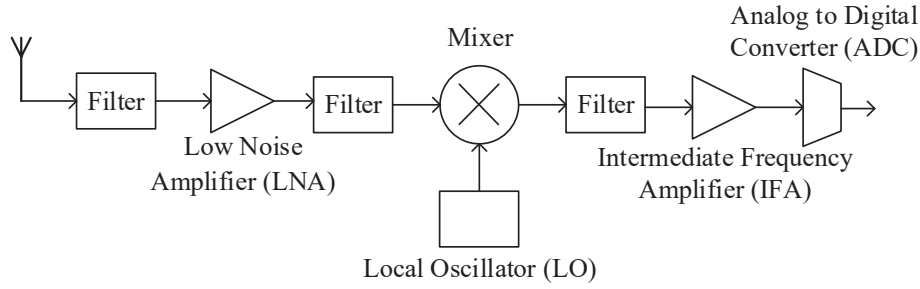 Analog to Digital
Converter (ADC)
Mixer
Filter
Filter
Filter
Low Noise
Amplifier (LNA)
Intermediate Frequency
Amplifier (IFA)
Local Oscillator (LO)